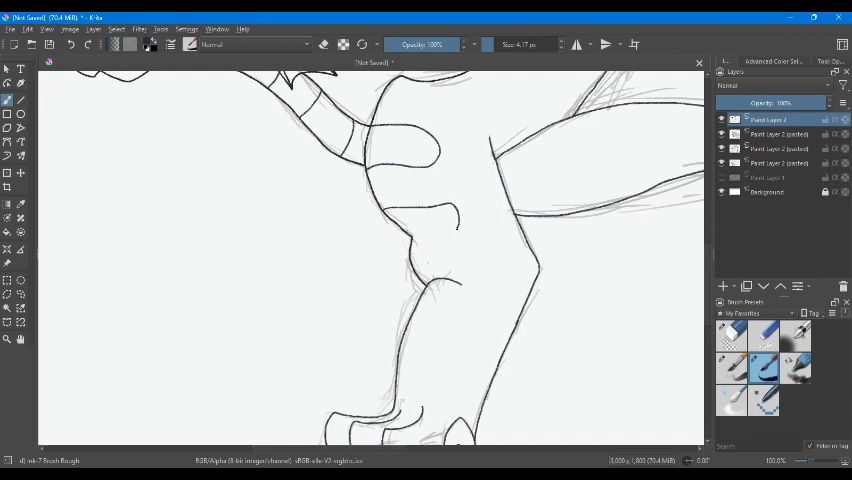 [Not Saved] (70.4 MiB) * - Krita
File Edit View Image Layer Select Filter Tools Settings Window Help
Normal
Opacity: 100%
Size: 4.17 px
[Not Saved] *
L... Advanced Color Sel... Tool Op...
Layers
Normal
Opacity: 100%
Paint Layer 2
Paint Layer 2 (pasted)
Paint Layer 2 (pasted)
Paint Layer 2 (pasted)
Paint Layer 1
Background
Brush Presets
My Favorites
Tag
Search
Filter in Tag
d) Ink-7 Brush Rough
RGB/Alpha (8-bit integer/channel) sRGB-elle-V2-srgbtrc.icc
3,000 x 1,800 (70.4 MiB)
0.00°
100.0%